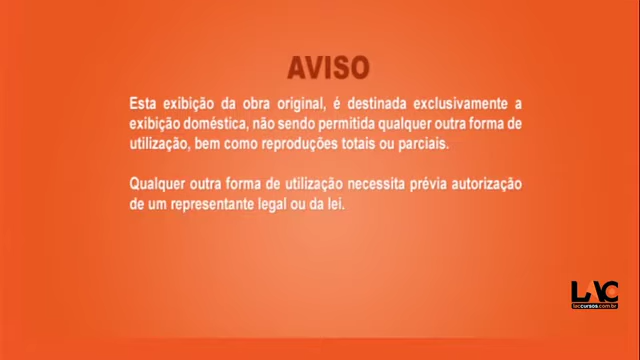 AVISO
Esta exibição da obra original, é destinada exclusivamente a
exibição doméstica, não sendo permitida qualquer outra forma de
utilização, bem como reproduções totais ou parciais.
Qualquer outra forma de utilização necessita prévia autorização
de um representante legal ou da lei.
LAC
laccursos.com.br